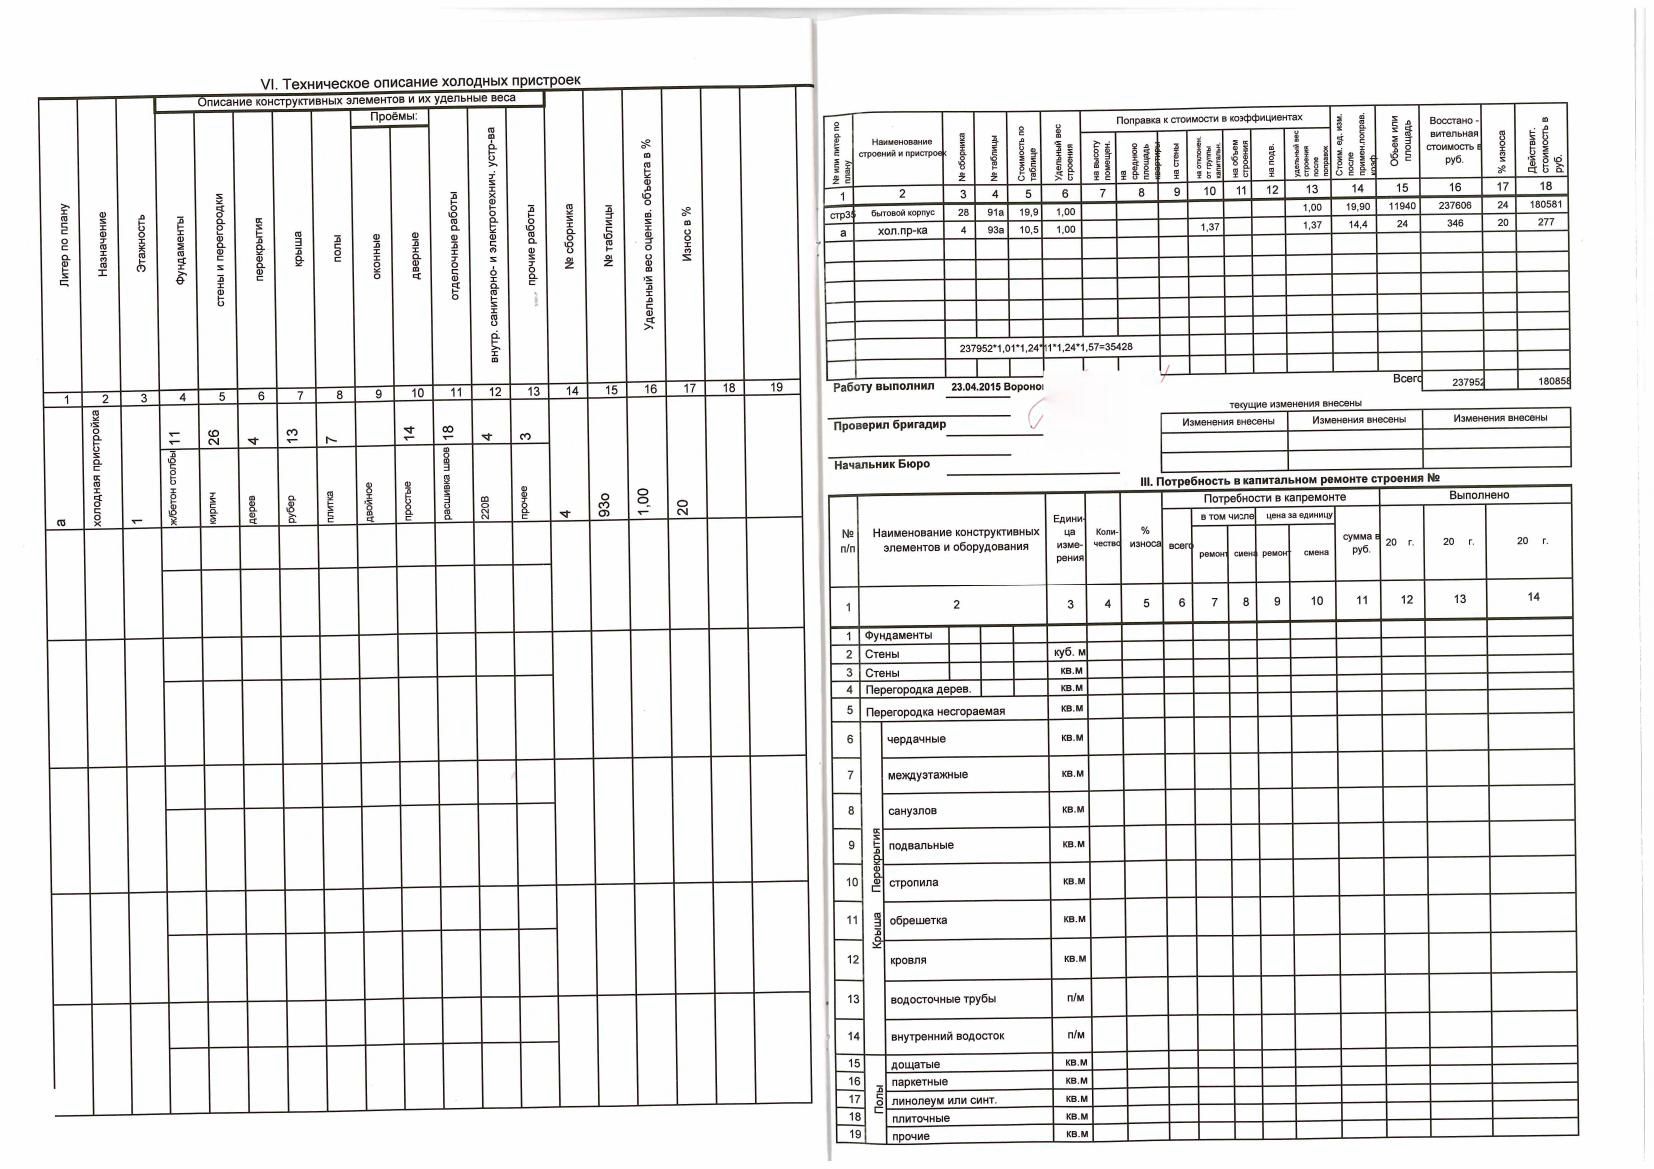 VI. Техническое описание холодных пристроек
Литер по плану
Назначение
Этажность
Описание конструктивных элементов и их удельные веса
Фундаменты
стены и перегородки
перекрытия
крыша
полы
Проёмы:
оконные
дверные
отделочные работы
внутр. санитарно- и электротехнич. устр-ва
прочие работы
№ сборника
№ таблицы
Удельный вес оценив. объекта в %
Износ в %
1 2 3 4 5 6 7 8 9 10 11 12 13 14 15 16 17 18 19
11 26 4 13 7 14 18 4 3
а холодная пристройка 1 ж/бетон столбы кирпич дерев рубер плитка двойное простые расшивка швов 220В прочее 4 93о 1,00 20
№ или литер по плану
Наименование строений и пристроек
№ сборника
№ таблицы
Стоимость по таблице
Удельный вес строения
Поправка к стоимости в коэффициентах
на высоту помещен.
на среднюю площадь квартиры
на стены
на отклонен. от группы капитальн.
на объем строения
на подв.
удельный вес строения после поправок
Стоим. ед. изм. после примен.поправ. коэф
Объем или площадь
Восстано - вительная стоимость в руб.
% износа
Действит. стоимость в руб.
1 2 3 4 5 6 7 8 9 10 11 12 13 14 15 16 17 18
стр35 бытовой корпус 28 91а 19,9 1,00 1,00 19,90 11940 237606 24 180581
а хол.пр-ка 4 93а 10,5 1,00 1,37 1,37 14,4 24 346 20 277
237952*1,01*1,24*11*1,24*1,57=35428
Всего 237952 180858
Работу выполнил 23.04.2015 Вороно
Проверил бригадир
Начальник Бюро
текущие изменения внесены
Изменения внесены Изменения внесены Изменения внесены
III. Потребность в капитальном ремонте строения №
№ п/п
Наименование конструктивных элементов и оборудования
Едини- ца изме- рения
Коли- чество
% износа
Потребности в капремонте
всего
в том числе
ремонт смена
цена за единицу
ремонт смена
сумма в руб.
Выполнено
20 г. 20 г. 20 г.
1 2 3 4 5 6 7 8 9 10 11 12 13 14
1 Фундаменты
2 Стены куб. м
3 Стены кв.м
4 Перегородка дерев. кв.м
5 Перегородка несгораемая кв.м
Перекрытия
6 чердачные кв.м
7 междуэтажные кв.м
8 санузлов кв.м
9 подвальные кв.м
Крыша
10 стропила кв.м
11 обрешетка кв.м
12 кровля кв.м
13 водосточные трубы п/м
14 внутренний водосток п/м
Полы
15 дощатые кв.м
16 паркетные кв.м
17 линолеум или синт. кв.м
18 плиточные кв.м
19 прочие кв.м